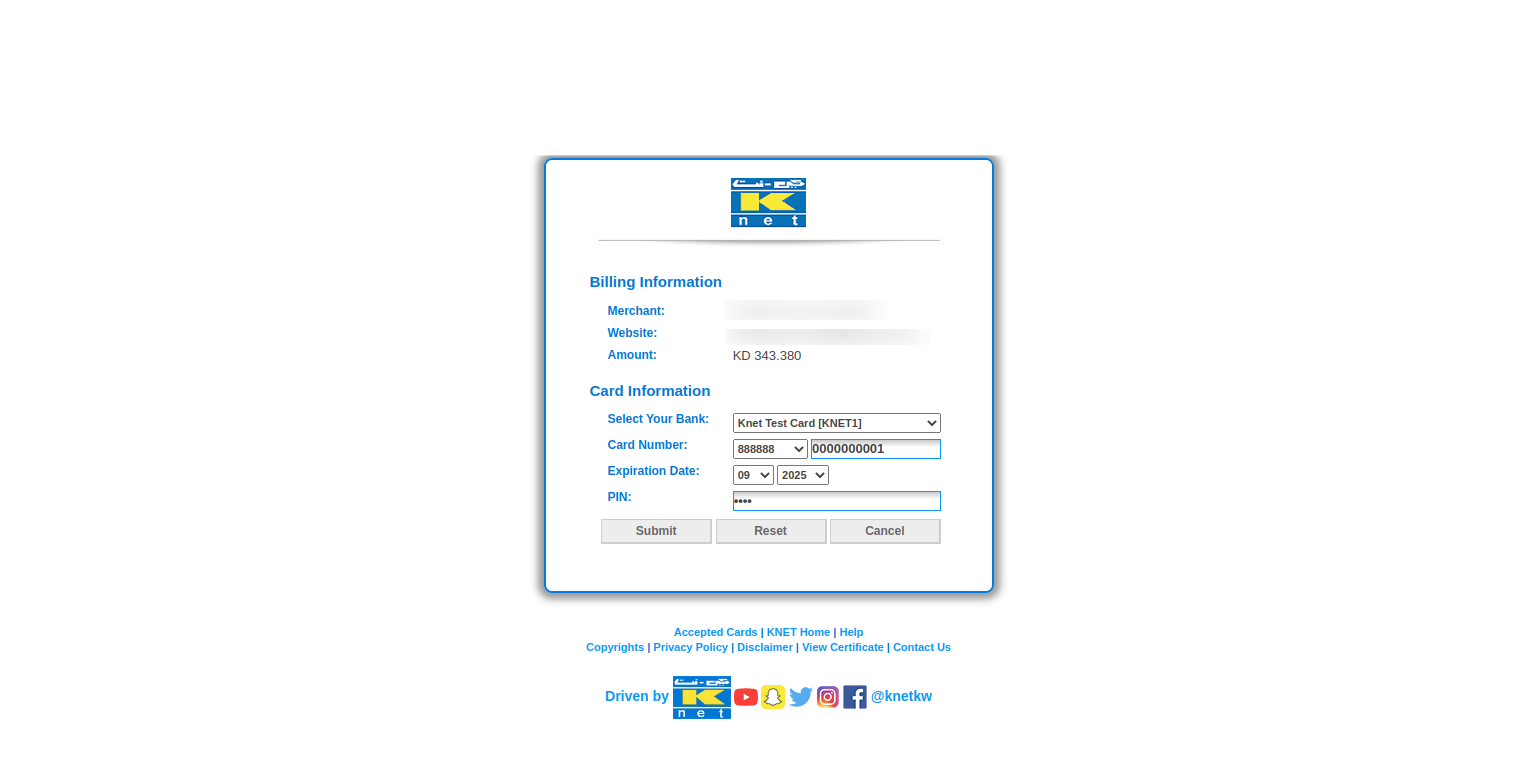 كي-نت
K
net
Billing Information
Merchant:
Website:
Amount: KD 343.380
Card Information
Select Your Bank: Knet Test Card [KNET1]
Card Number: 888888 0000000001
Expiration Date: 09 2025
PIN: ••••
Submit Reset Cancel
Accepted Cards | KNET Home | Help
Copyrights | Privacy Policy | Disclaimer | View Certificate | Contact Us
Driven by كي-نت K net @knetkw